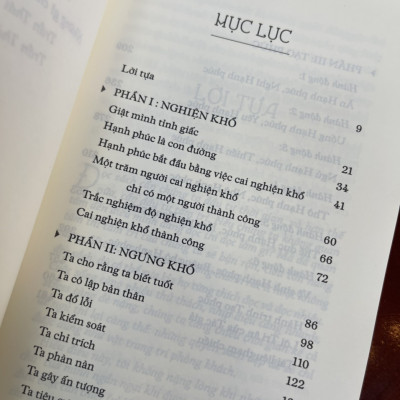 MỤC LỤC
Lời tựa 9
PHẦN I : NGHIỆN KHỔ
Giật mình tỉnh giấc 21
Hạnh phúc là con đường 34
Hạnh phúc bắt đầu bằng việc cai nghiện khổ 41
Một trăm người cai nghiện khổ
chỉ có một người thành công 60
Trắc nghiệm độ nghiện khổ 66
Cai nghiện khổ thành công 72
PHẦN II: NGƯNG KHỔ
Ta cho rằng ta biết tuốt 86
Ta cô lập bản thân 98
Ta đổ lỗi 110
Ta kiểm soát 122
Ta chỉ trích
Ta phàn nàn
Ta gây ấn tượng
Ta